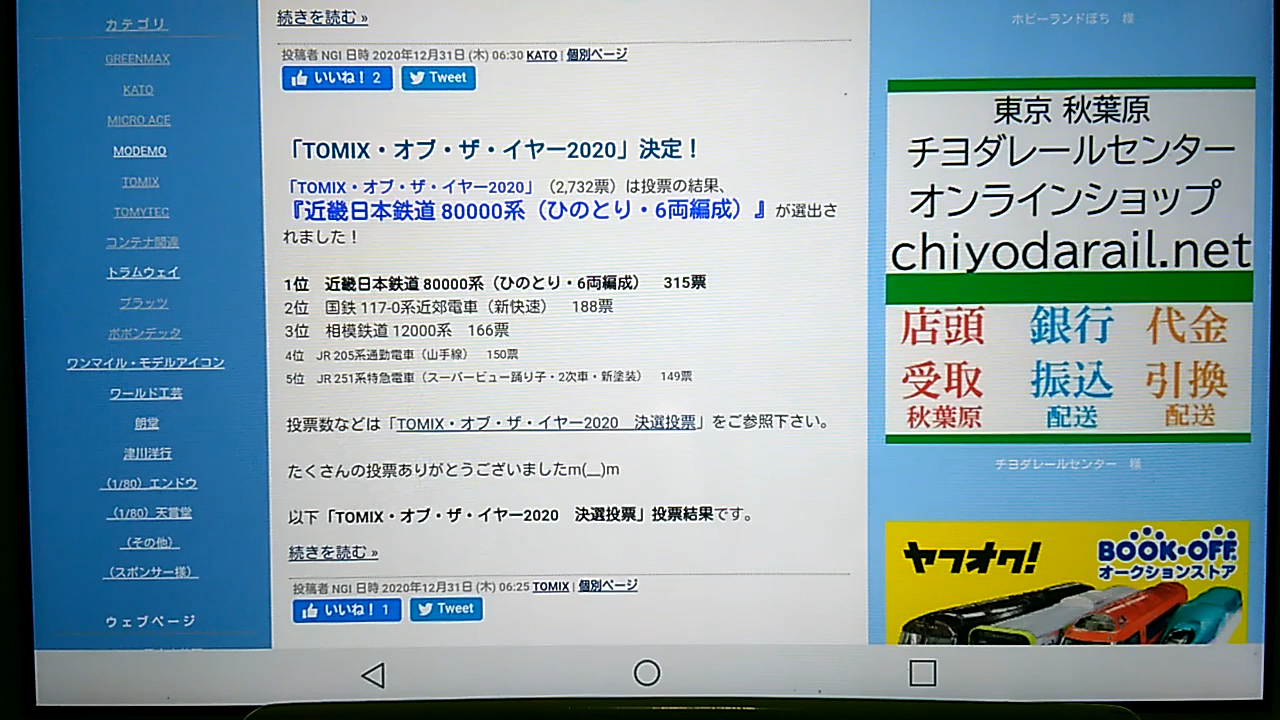 カテゴリ
GREENMAX
KATO
MICRO ACE
MODEMO
TOMIX
TOMYTEC
コンテナ関連
トラムウェイ
プラッツ
ポポンデッタ
ワンマイル・モデルアイコン
ワールド工芸
朗堂
津川洋行
（1/80）エンドウ
（1/80）天賞堂
（その他）
（スポンサー様）
ウェブページ
続きを読む »
投稿者 NGI 日時 2020年12月31日 (木) 06:30 KATO | 個別ページ
いいね！ 2 Tweet
「TOMIX・オブ・ザ・イヤー2020」決定！
「TOMIX・オブ・ザ・イヤー2020」（2,732票）は投票の結果、
『近畿日本鉄道 80000系（ひのとり・6両編成）』が選出さ
れました！
1位　近畿日本鉄道 80000系（ひのとり・6両編成）　315票
2位　国鉄 117-0系近郊電車（新快速）　188票
3位　相模鉄道 12000系　166票
4位　JR 205系通勤電車（山手線）　150票
5位　JR 251系特急電車（スーパービュー踊り子・2次車・新塗装）　149票
投票数などは「TOMIX・オブ・ザ・イヤー2020　決選投票」をご参照下さい。
たくさんの投票ありがとうございましたm(__)m
以下「TOMIX・オブ・ザ・イヤー2020　決選投票」投票結果です。
続きを読む »
投稿者 NGI 日時 2020年12月31日 (木) 06:25 TOMIX | 個別ページ
いいね！ 1 Tweet
ホビーランドぽち　様
東京 秋葉原
チヨダレールセンター
オンラインショップ
chiyodarail.net
店頭 銀行 代金
受取 振込 引換
秋葉原 配送 配送
チヨダレールセンター　様
ヤフオク! BOOK・OFF
オークションストア